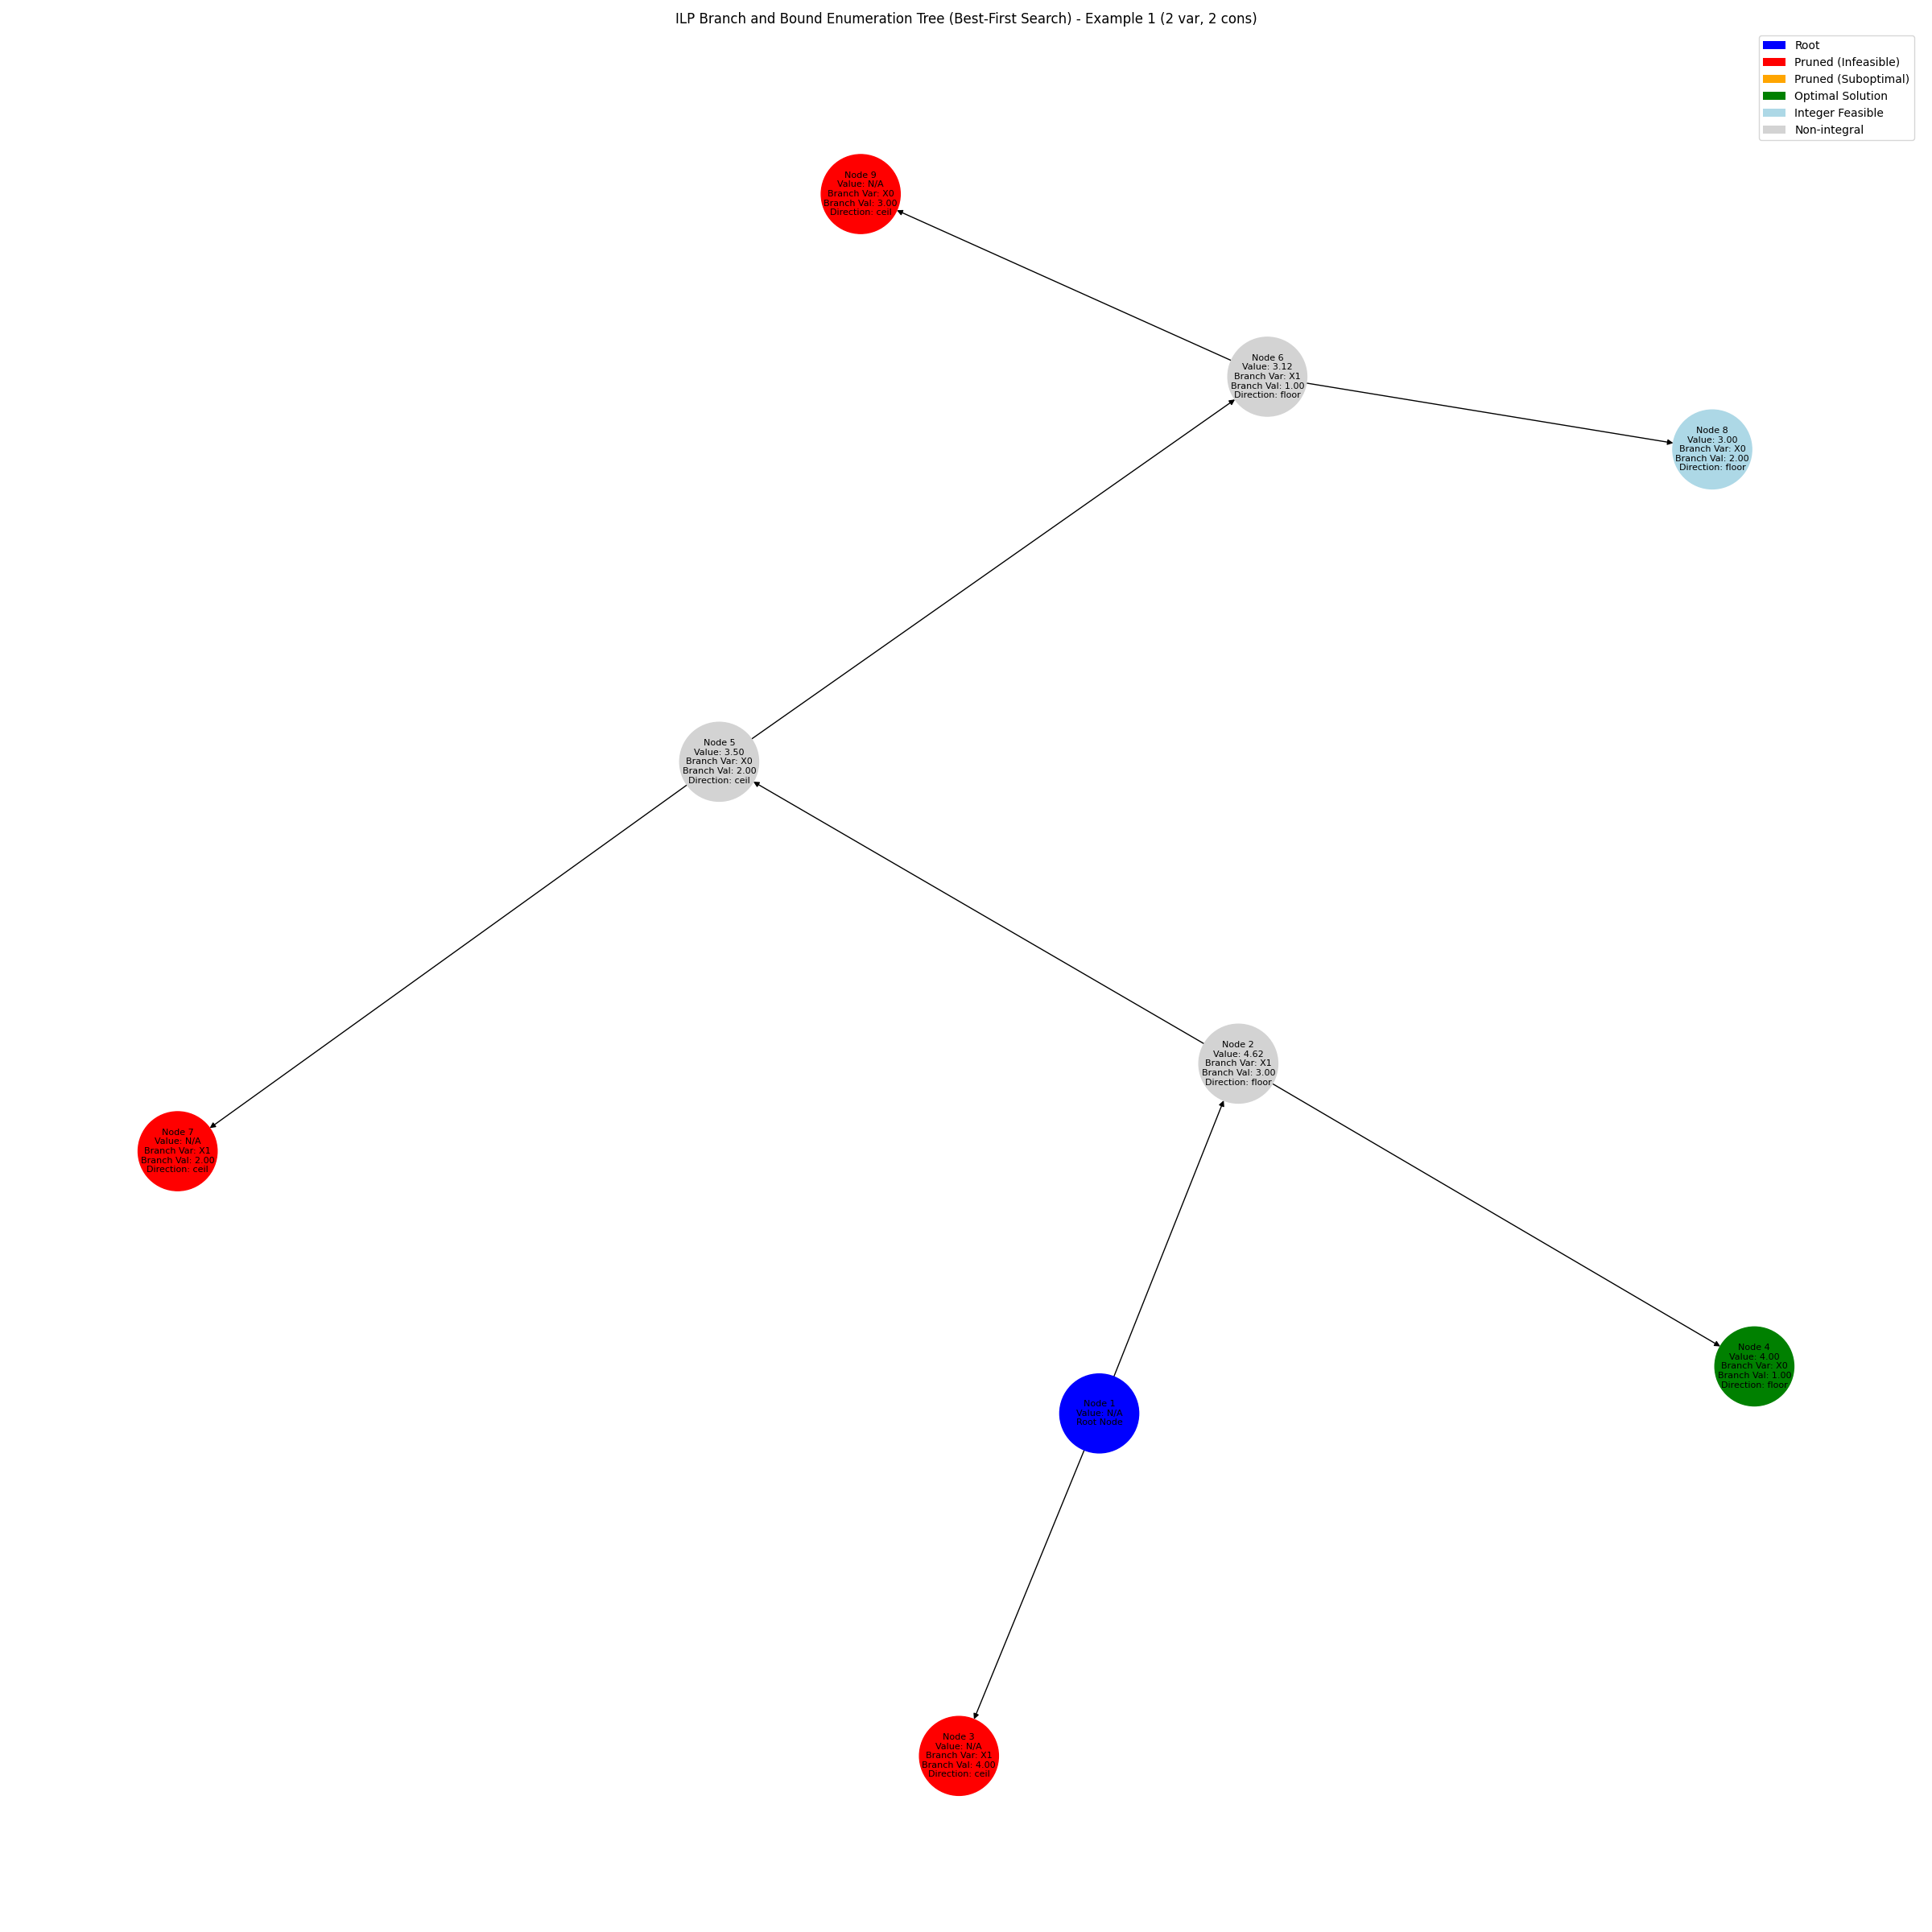 ILP Branch and Bound Enumeration Tree (Best-First Search) - Example 1 (2 var, 2 cons)
Root
Pruned (Infeasible)
Pruned (Suboptimal)
Optimal Solution
Integer Feasible
Non-integral
Node 9
Value: N/A
Branch Var: X0
Branch Val: 3.00
Direction: ceil
Node 6
Value: 3.12
Branch Var: X1
Branch Val: 1.00
Direction: floor
Node 8
Value: 3.00
Branch Var: X0
Branch Val: 2.00
Direction: floor
Node 5
Value: 3.50
Branch Var: X0
Branch Val: 2.00
Direction: ceil
Node 2
Value: 4.62
Branch Var: X1
Branch Val: 3.00
Direction: floor
Node 7
Value: N/A
Branch Var: X1
Branch Val: 2.00
Direction: ceil
Node 4
Value: 4.00
Branch Var: X0
Branch Val: 1.00
Direction: floor
Node 1
Value: N/A
Root Node
Node 3
Value: N/A
Branch Var: X1
Branch Val: 4.00
Direction: ceil